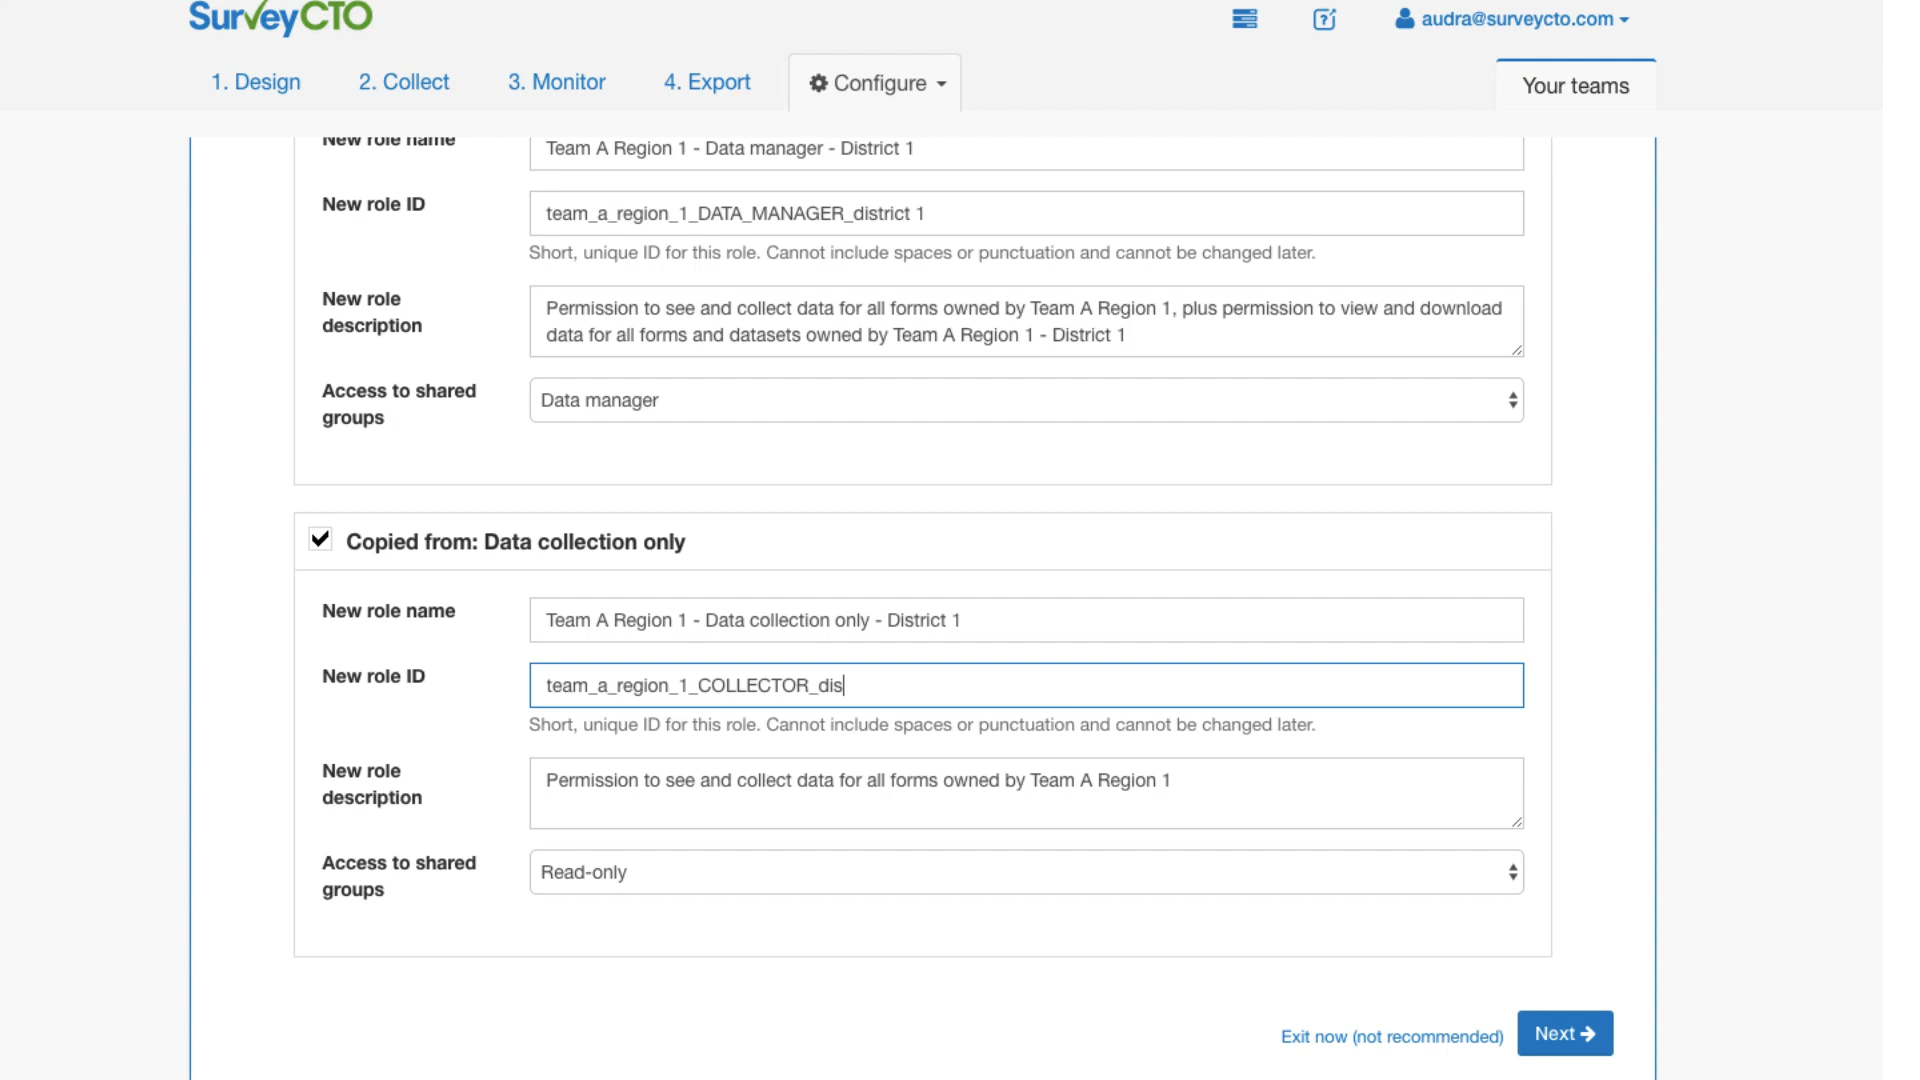 SurveyCTO
audra@surveycto.com
1. Design
2. Collect
3. Monitor
4. Export
Configure
Your teams
New role name
Team A Region 1 - Data manager - District 1
New role ID
team_a_region_1_DATA_MANAGER_district 1
Short, unique ID for this role. Cannot include spaces or punctuation and cannot be changed later.
New role
description
Permission to see and collect data for all forms owned by Team A Region 1, plus permission to view and download
data for all forms and datasets owned by Team A Region 1 - District 1
Access to shared
groups
Data manager
Copied from: Data collection only
New role name
Team A Region 1 - Data collection only - District 1
New role ID
team_a_region_1_COLLECTOR_dis
Short, unique ID for this role. Cannot include spaces or punctuation and cannot be changed later.
New role
description
Permission to see and collect data for all forms owned by Team A Region 1
Access to shared
groups
Read-only
Exit now (not recommended)
Next